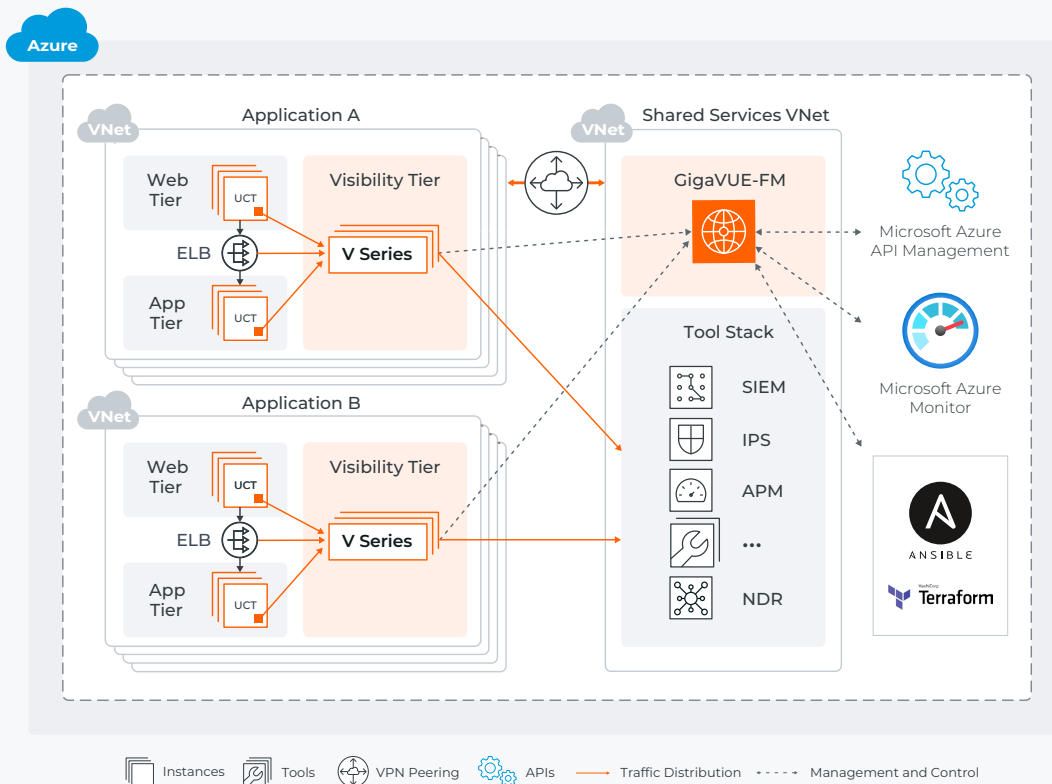 Azure
VNet
Application A
Web
Tier
UCT
ELB
App
Tier
UCT
Visibility Tier
V Series
VNet
Application B
Web
Tier
UCT
ELB
App
Tier
UCT
Visibility Tier
V Series
VNet
Shared Services VNet
GigaVUE-FM
Tool Stack
SIEM
IPS
APM
...
NDR
Microsoft Azure
API Management
Microsoft Azure
Monitor
A
ANSIBLE
HashiCorp
Terraform
Instances
Tools
VPN Peering
APIs
Traffic Distribution
Management and Control